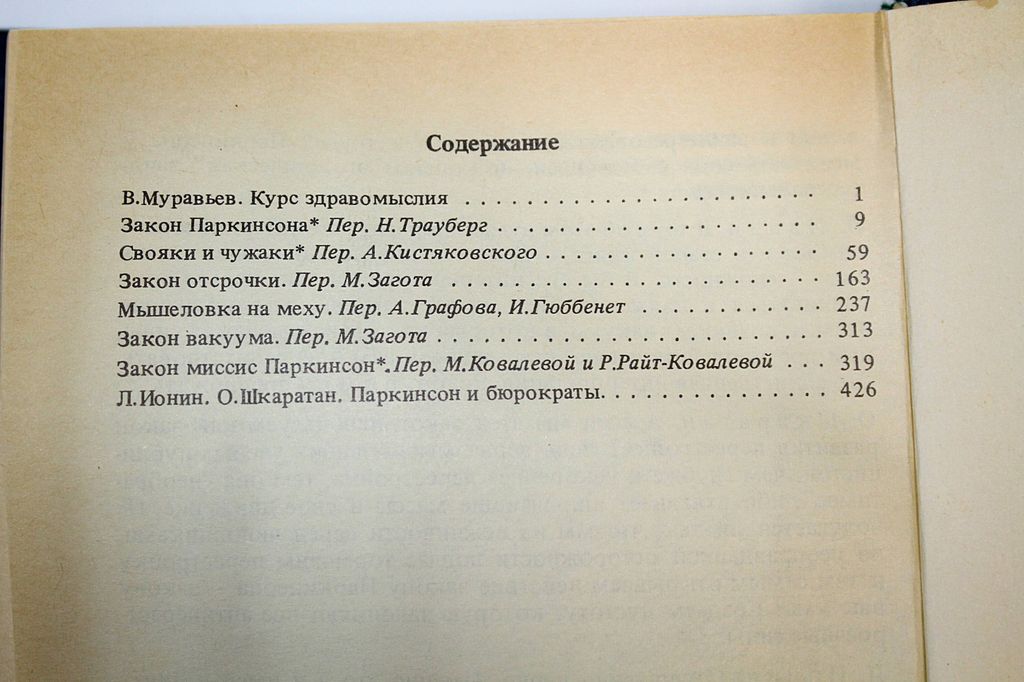 Содержание
В.Муравьев. Курс здравомыслия . . . . . . . . . . . . . . . . . . . . . . . . 1
Закон Паркинсона* Пер. Н.Трауберг . . . . . . . . . . . . . . . . . . . . . . 9
Свояки и чужаки* Пер. А.Кистяковского . . . . . . . . . . . . . . . . . . . 59
Закон отсрочки. Пер. М.Загота . . . . . . . . . . . . . . . . . . . . . . . . . 163
Мышеловка на меху. Пер. А.Графова, И.Гюббенет . . . . . . . . . . . . 237
Закон вакуума. Пер. М.Загота . . . . . . . . . . . . . . . . . . . . . . . . . . 313
Закон миссис Паркинсон*. Пер. М.Ковалевой и Р.Райт-Ковалевой . . . 319
Л.Ионин. О.Шкаратан. Паркинсон и бюрократы. . . . . . . . . . . . . . . 426